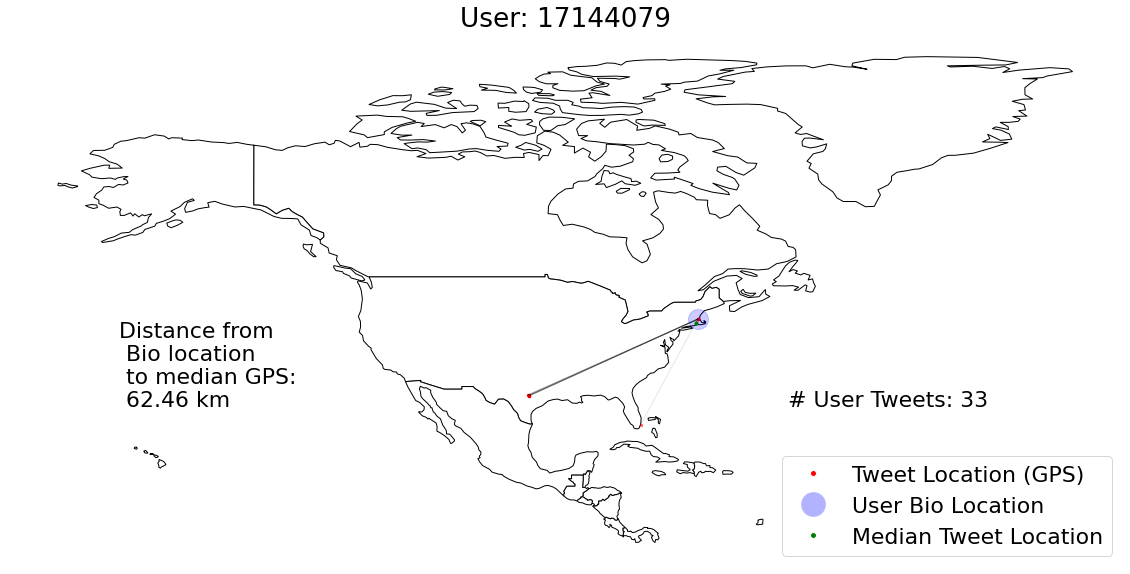 User: 17144079
Distance from
Bio location
to median GPS:
62.46 km
# User Tweets: 33
Tweet Location (GPS)
User Bio Location
Median Tweet Location